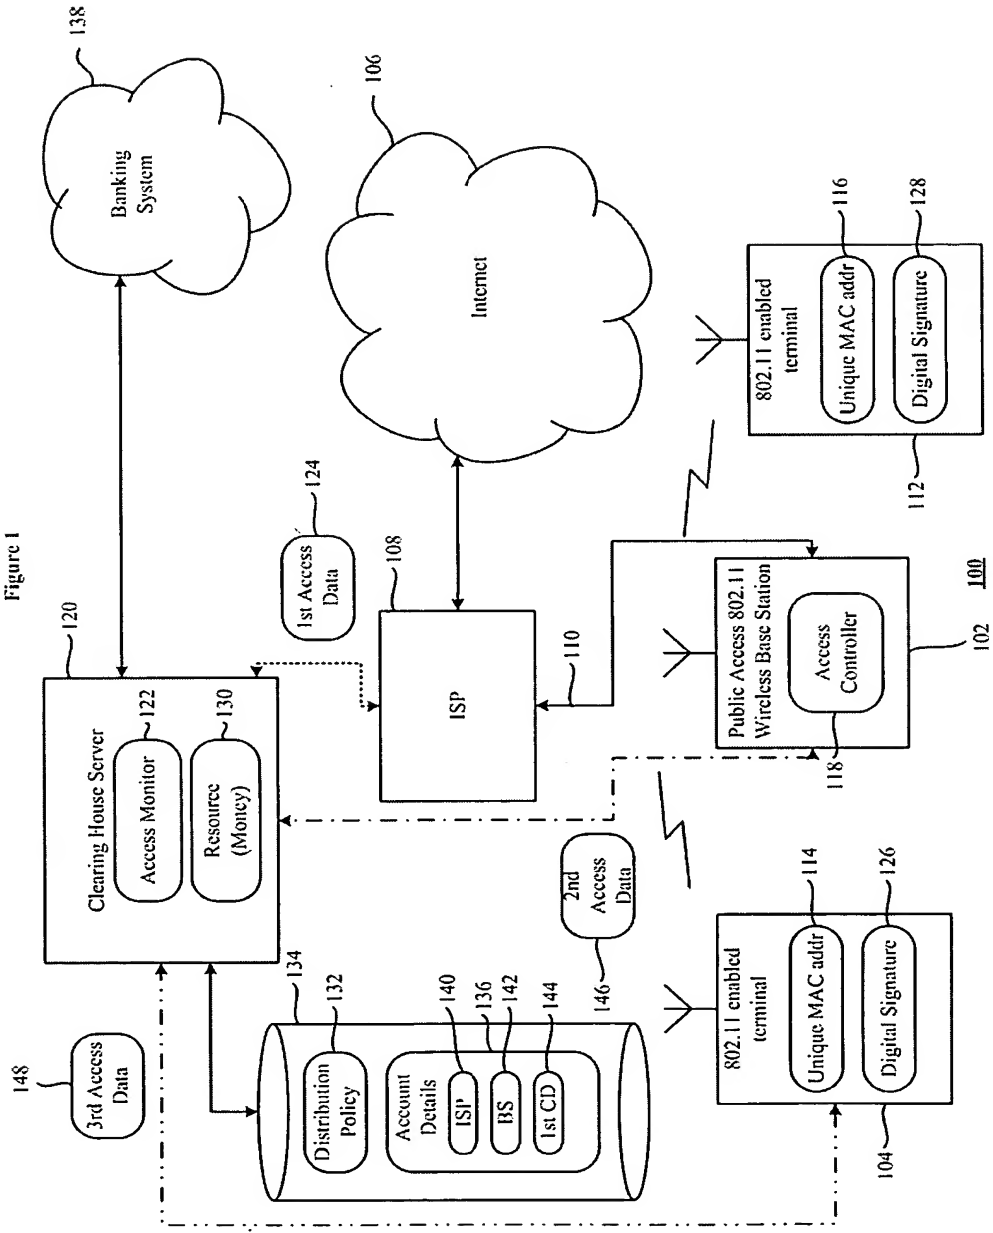 Figure 1
138
Banking
System
106
Internet
120
Clearing House Server
Access Monitor
122
Resource
(Money)
130
1st Access
Data
124
108
ISP
110
148
3rd Access
Data
134
Distribution
Policy
132
Account
Details
136
ISP
140
BS
142
1st CD
144
2nd
Access
Data
146
Public Access 802.11
Wireless Base Station
Access
Controller
118
102
802.11 enabled
terminal
Unique MAC addr
114
Digital Signature
126
104
802.11 enabled
terminal
Unique MAC addr
116
Digital Signature
128
112
100